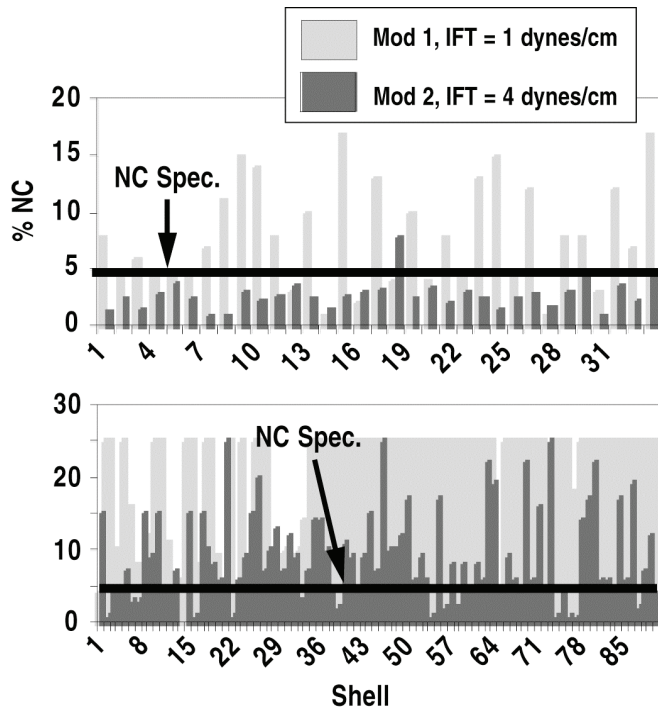 Mod 1, IFT = 1 dynes/cm
Mod 2, IFT = 4 dynes/cm
% NC
20
15
10
5
0
NC Spec.
1 4 7 10 13 16 19 22 25 28 31
30
20
10
0
NC Spec.
1 8 15 22 29 36 43 50 57 64 71 78 85
Shell